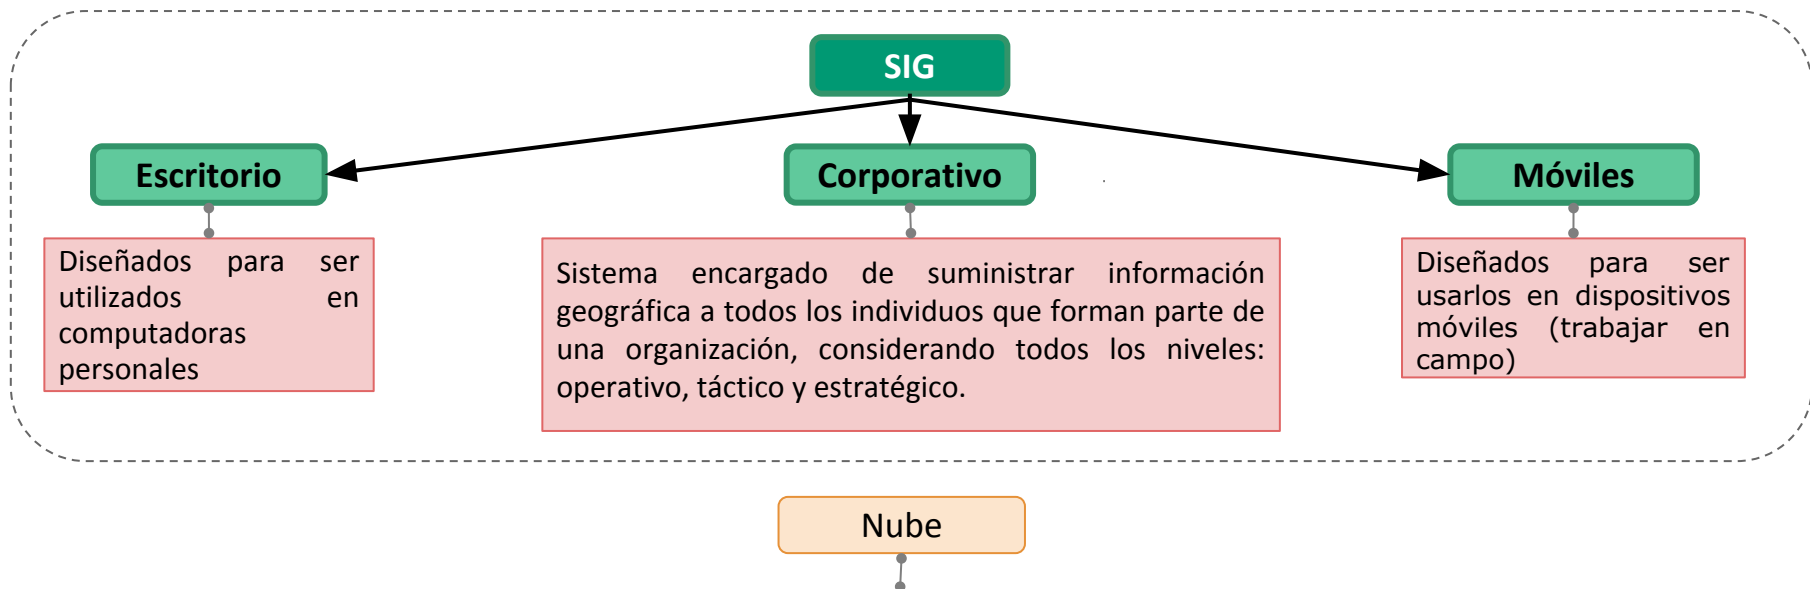 SIG
Escritorio
Corporativo
Móviles
Diseñados para ser
utilizados en
computadoras
personales
Sistema encargado de suministrar información
geográfica a todos los individuos que forman parte de
una organización, considerando todos los niveles:
operativo, táctico y estratégico.
Diseñados para ser
usarlos en dispositivos
móviles (trabajar en
campo)
Nube